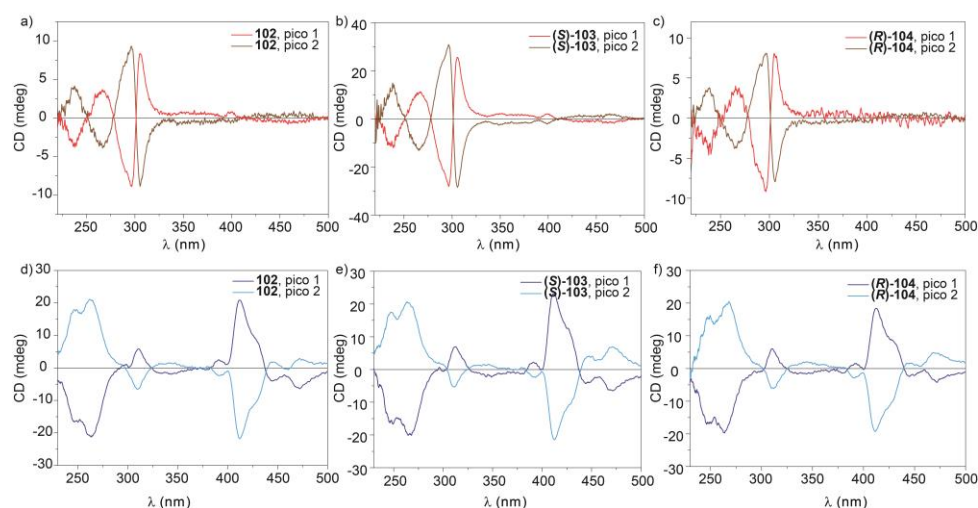 a)
102, pico 1
102, pico 2
CD (mdeg)
10
5
0
-5
-10
250 300 350 400 450 500
λ (nm)
b)
(S)-103, pico 1
(S)-103, pico 2
CD (mdeg)
40
20
0
-20
-40
250 300 350 400 450 500
λ (nm)
c)
(R)-104, pico 1
(R)-104, pico 2
CD (mdeg)
10
5
0
-5
-10
250 300 350 400 450 500
λ (nm)
d)
102, pico 1
102, pico 2
CD (mdeg)
30
20
10
0
-10
-20
-30
250 300 350 400 450 500
λ (nm)
e)
(S)-103, pico 1
(S)-103, pico 2
CD (mdeg)
30
20
10
0
-10
-20
-30
250 300 350 400 450 500
λ (nm)
f)
(R)-104, pico 1
(R)-104, pico 2
CD (mdeg)
30
20
10
0
-10
-20
-30
250 300 350 400 450 500
λ (nm)